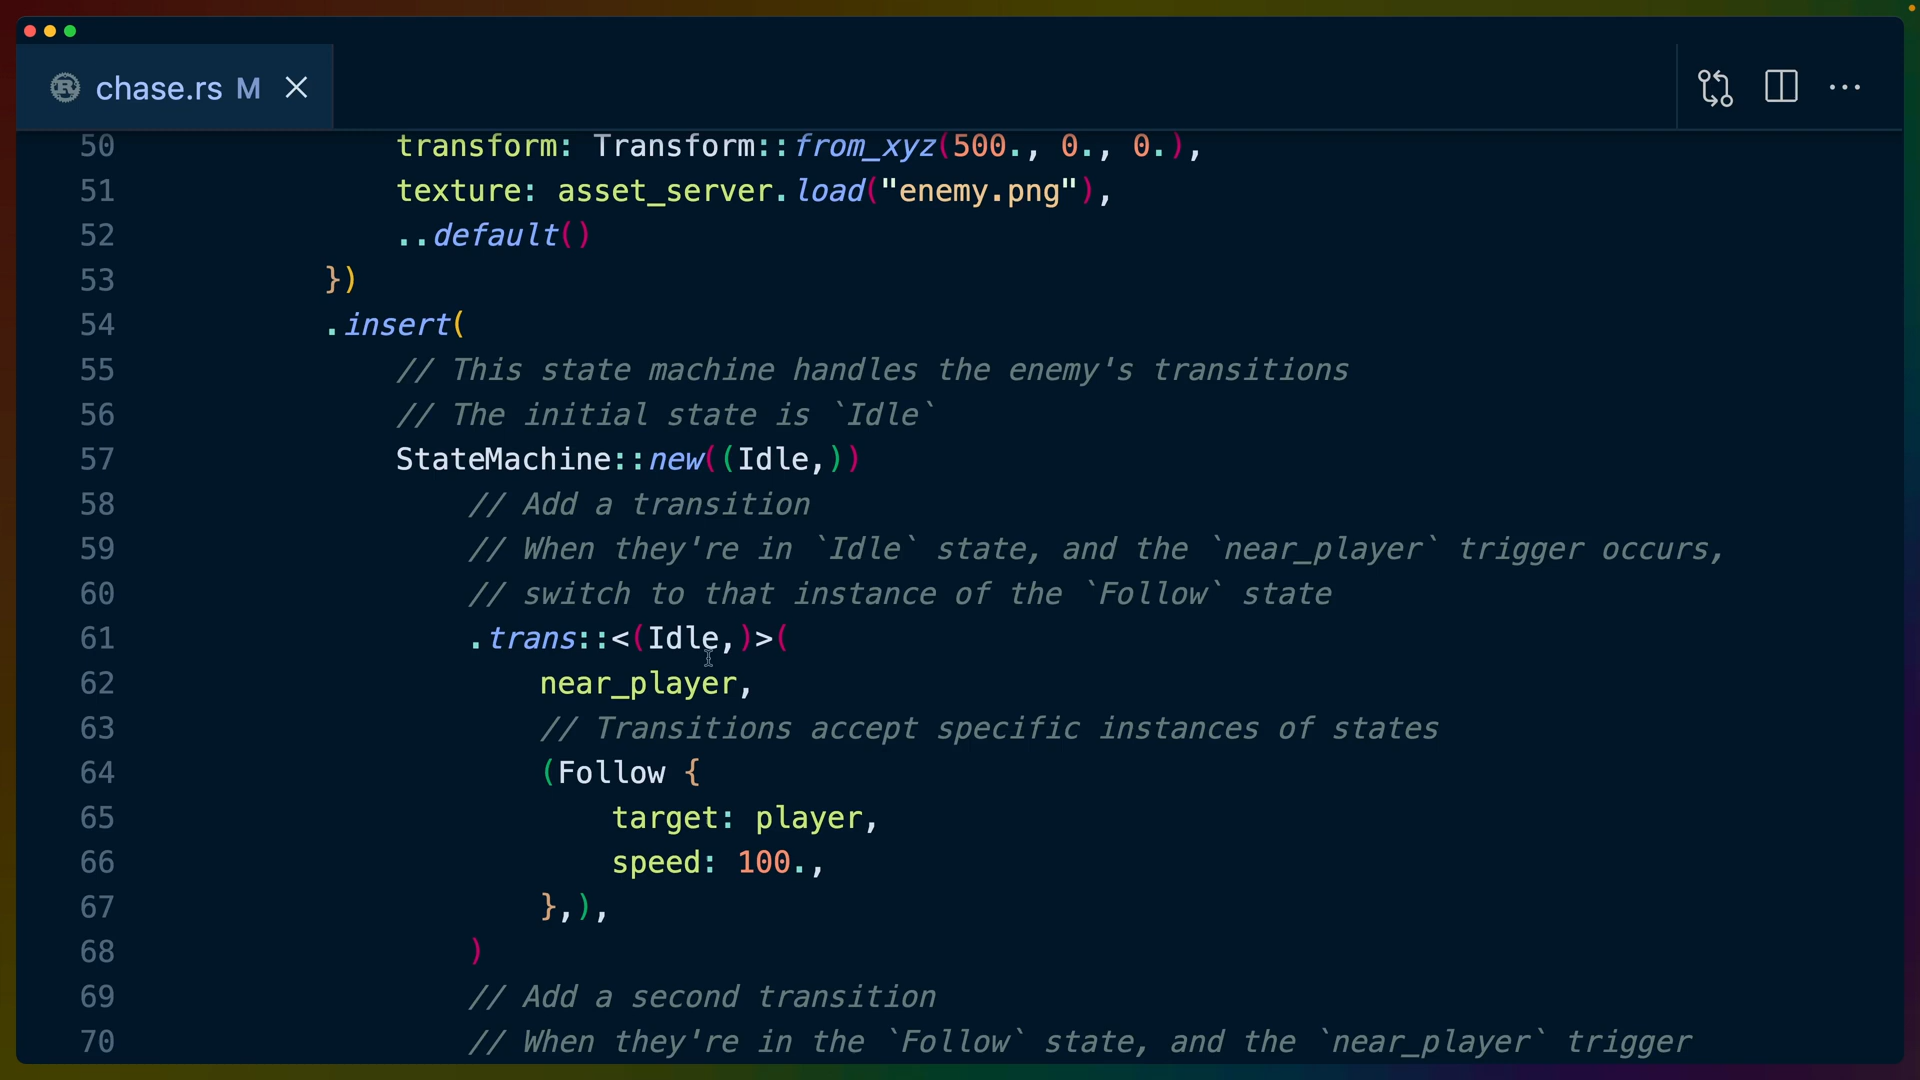 chase.rs M
50 transform: Transform::from_xyz(500., 0., 0.),
51 texture: asset_server.load("enemy.png"),
52 ..default()
53 })
54 .insert(
55 // This state machine handles the enemy's transitions
56 // The initial state is `Idle`
57 StateMachine::new((Idle,))
58 // Add a transition
59 // When they're in `Idle` state, and the `near_player` trigger occurs,
60 // switch to that instance of the `Follow` state
61 .trans::<(Idle,)>(
62 near_player,
63 // Transitions accept specific instances of states
64 (Follow {
65 target: player,
66 speed: 100.,
67 },),
68 )
69 // Add a second transition
70 // When they're in the `Follow` state, and the `near_player` trigger